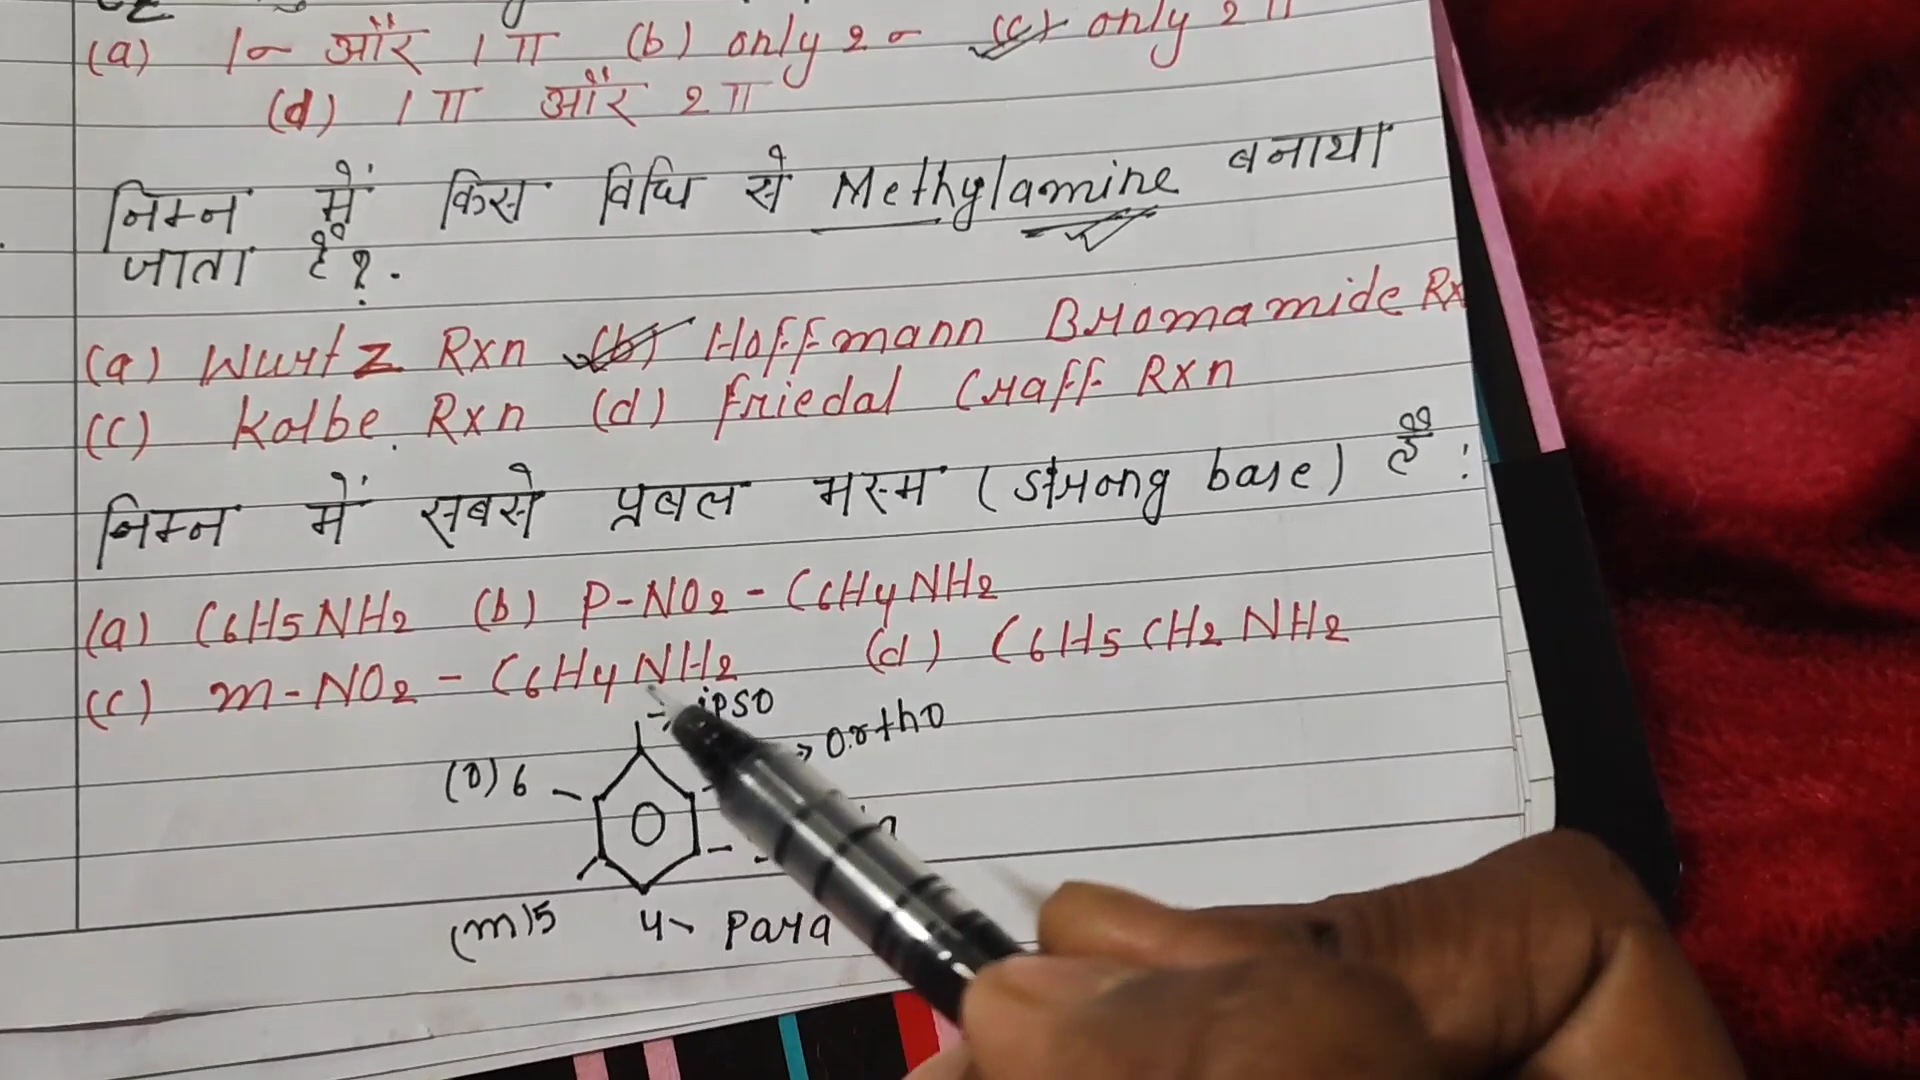 (a) 1σ और 1π (b) only 2σ (c) only 2π
(d) 1π और 2π
निम्न में किस विधि से Methylamine बनाया
जाता है?.
(a) Wurtz Rxn (b) Hoffmann Bromamide Rx
(c) Kolbe Rxn (d) Friedal Craff Rxn
निम्न में सबसे प्रबल भस्म (strong base) है :
(a) C6H5NH2 (b) P-NO2-C6H4NH2
(c) m-NO2-C6H4NH2 (d) C6H5CH2NH2
ipso
ortho
(o) 6
(m) 5
4 Para